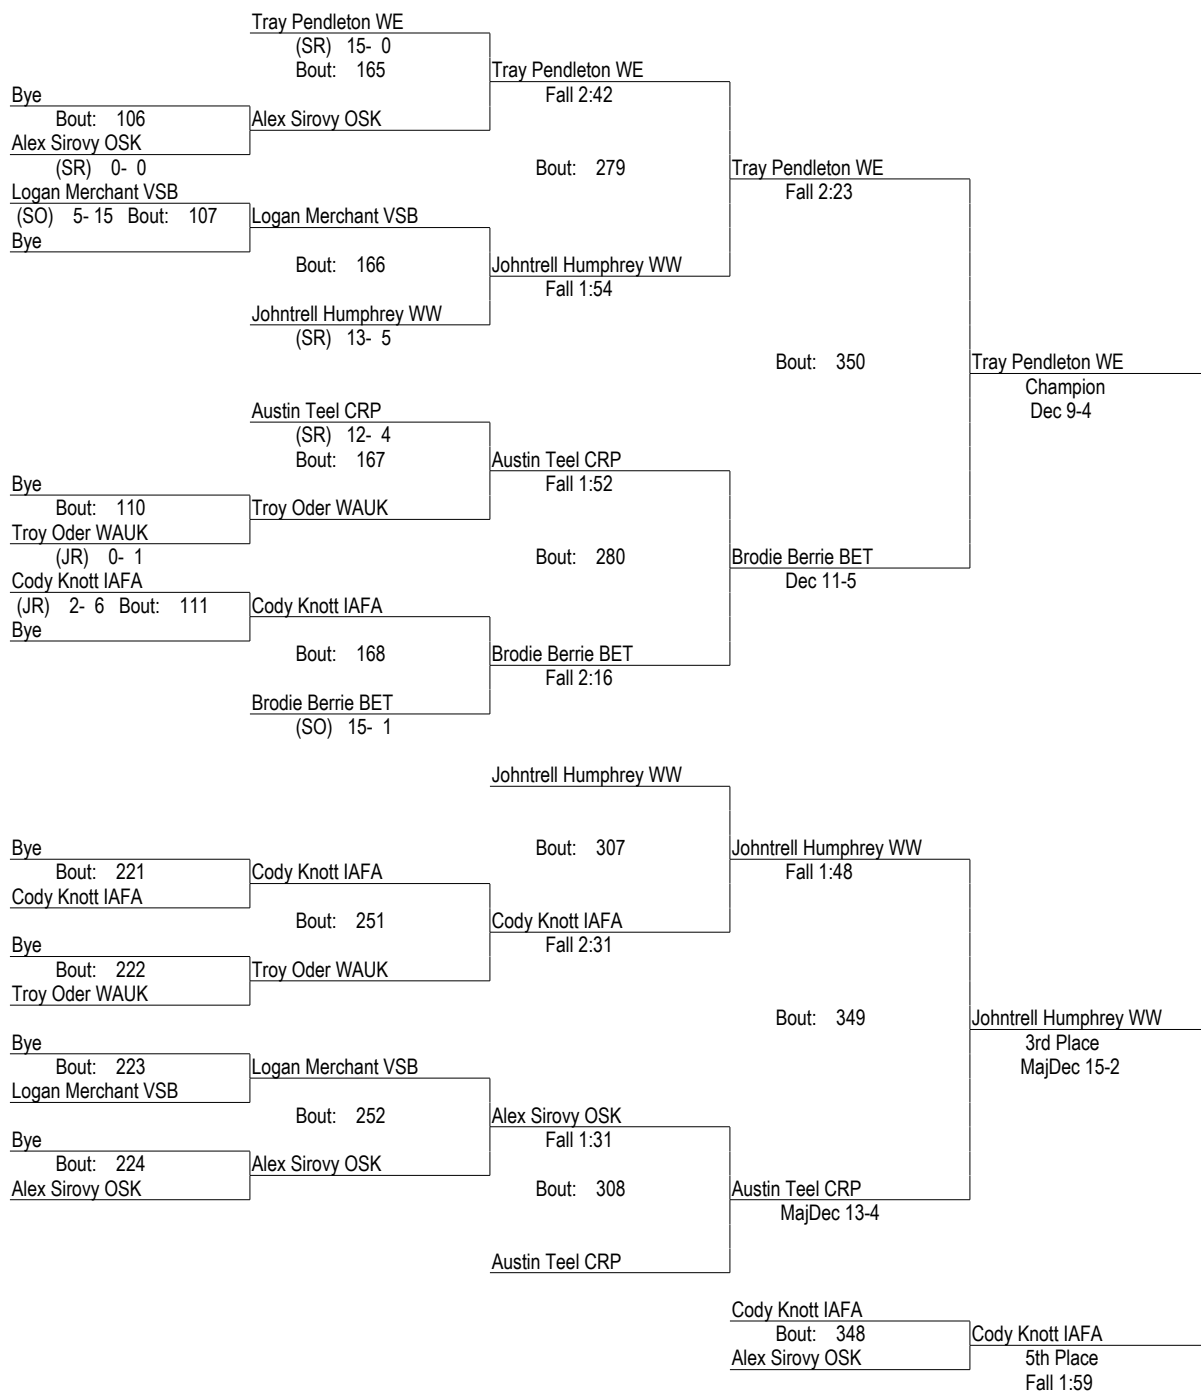 Tray Pendleton WE
(SR) 15- 0
Bout: 165
Tray Pendleton WE
Fall 2:42
Bye
Bout: 106
Alex Sirovy OSK
Alex Sirovy OSK
(SR) 0- 0
Bout: 279
Tray Pendleton WE
Fall 2:23
Logan Merchant VSB
(SO) 5- 15 Bout: 107
Logan Merchant VSB
Bye
Bout: 166
Johntrell Humphrey WW
Fall 1:54
Johntrell Humphrey WW
(SR) 13- 5
Bout: 350
Tray Pendleton WE
Champion
Dec 9-4
Austin Teel CRP
(SR) 12- 4
Bout: 167
Austin Teel CRP
Fall 1:52
Bye
Bout: 110
Troy Oder WAUK
Troy Oder WAUK
(JR) 0- 1
Bout: 280
Brodie Berrie BET
Dec 11-5
Cody Knott IAFA
(JR) 2- 6 Bout: 111
Cody Knott IAFA
Bye
Bout: 168
Brodie Berrie BET
Fall 2:16
Brodie Berrie BET
(SO) 15- 1
Johntrell Humphrey WW
Bout: 307
Johntrell Humphrey WW
Fall 1:48
Bye
Bout: 221
Cody Knott IAFA
Cody Knott IAFA
Bout: 251
Cody Knott IAFA
Fall 2:31
Bye
Bout: 222
Troy Oder WAUK
Troy Oder WAUK
Bout: 349
Johntrell Humphrey WW
3rd Place
MajDec 15-2
Bye
Bout: 223
Logan Merchant VSB
Logan Merchant VSB
Bout: 252
Alex Sirovy OSK
Fall 1:31
Bye
Bout: 224
Alex Sirovy OSK
Alex Sirovy OSK
Bout: 308
Austin Teel CRP
MajDec 13-4
Austin Teel CRP
Cody Knott IAFA
Bout: 348
Cody Knott IAFA
Alex Sirovy OSK
5th Place
Fall 1:59